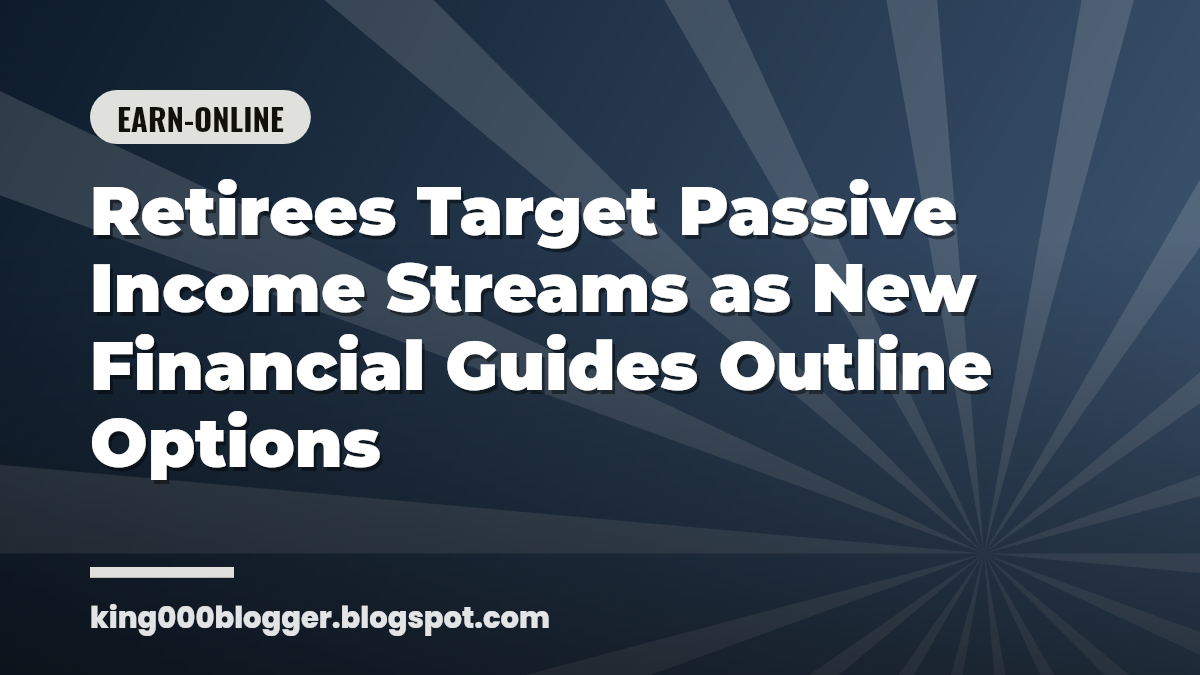 EARN-ONLINE
Retirees Target Passive
Income Streams as New
Financial Guides Outline
Options
king000blogger.blogspot.com